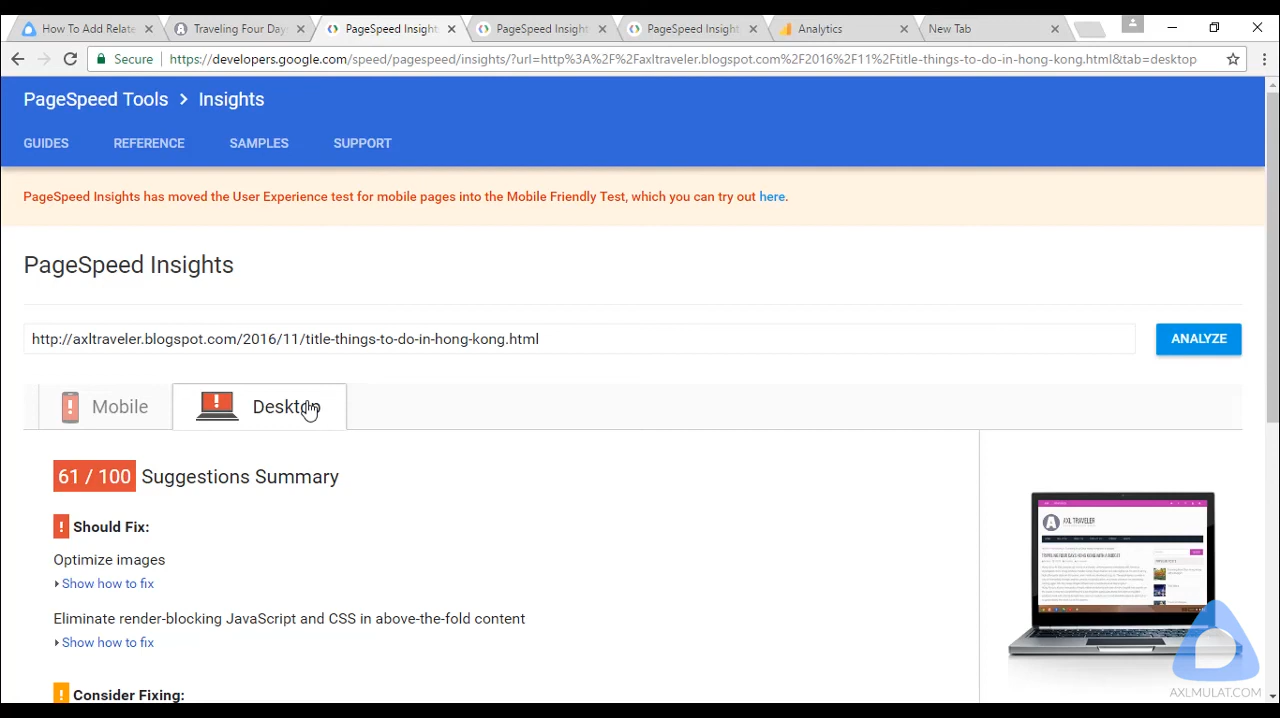 How To Add Relate
Traveling Four Day
PageSpeed Insight
PageSpeed Insight
PageSpeed Insight
Analytics
New Tab
Secure
https://developers.google.com/speed/pagespeed/insights/?url=http%3A%2F%2Faxltraveler.blogspot.com%2F2016%2F11%2Ftitle-things-to-do-in-hong-kong.html&tab=desktop
PageSpeed Tools > Insights
GUIDES REFERENCE SAMPLES SUPPORT
PageSpeed Insights has moved the User Experience test for mobile pages into the Mobile Friendly Test, which you can try out here.
PageSpeed Insights
http://axltraveler.blogspot.com/2016/11/title-things-to-do-in-hong-kong.html
ANALYZE
Mobile
Desktop
61 / 100 Suggestions Summary
! Should Fix:
Optimize images
Show how to fix
Eliminate render-blocking JavaScript and CSS in above-the-fold content
Show how to fix
! Consider Fixing:
AXL TRAVELER
AXLMULAT.COM